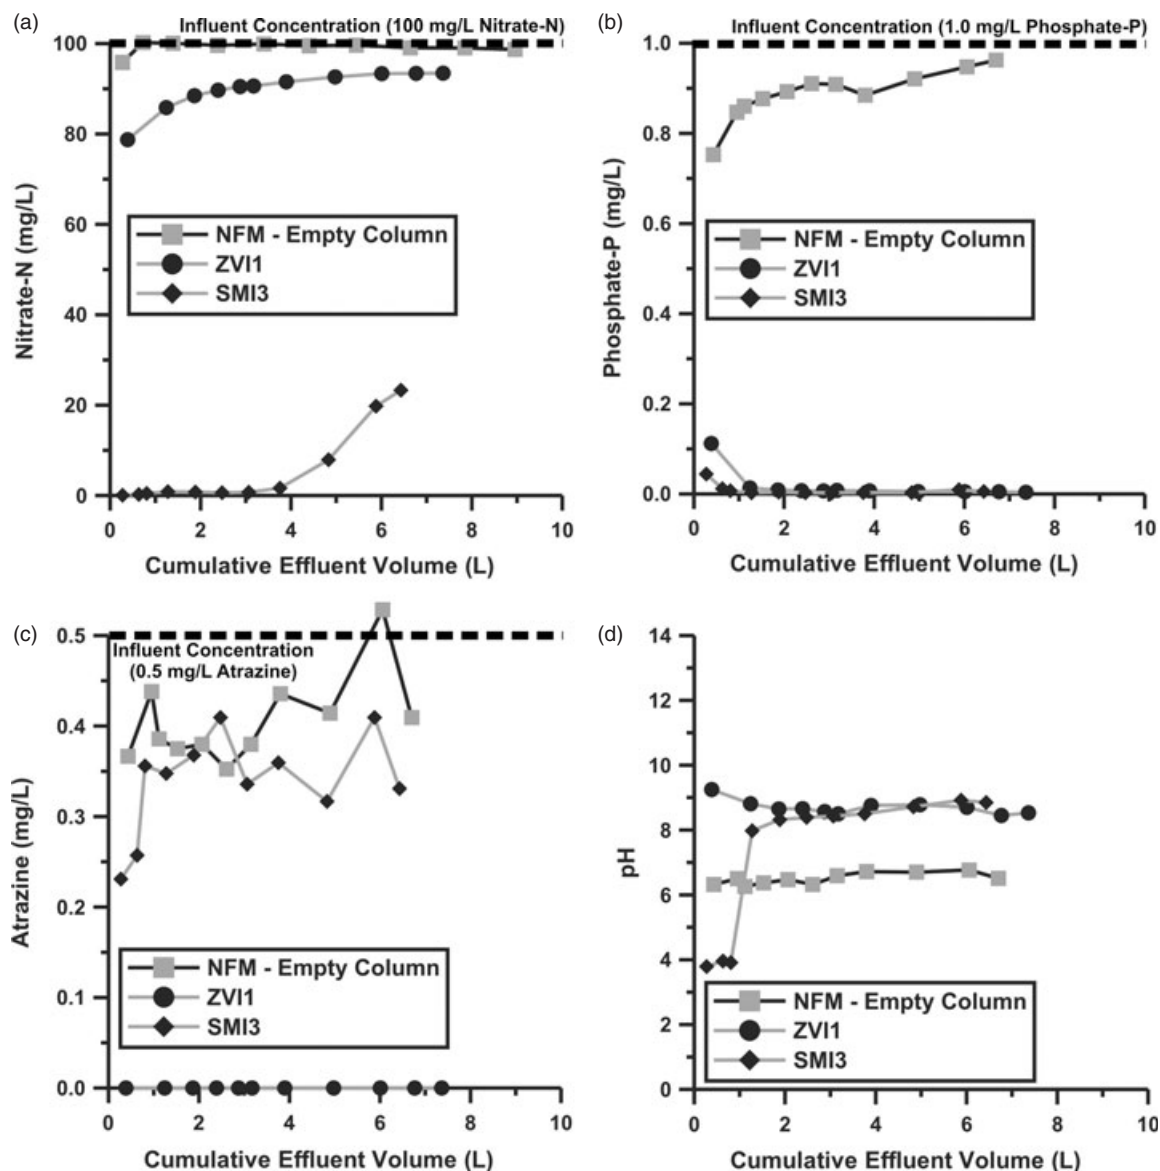 (a)
Influent Concentration (100 mg/L Nitrate-N)
100
80
60
40
20
0
Nitrate-N (mg/L)
NFM - Empty Column
ZVI1
SMI3
0 2 4 6 8 10
Cumulative Effluent Volume (L)
(b)
Influent Concentration (1.0 mg/L Phosphate-P)
1.0
0.8
0.6
0.4
0.2
0.0
Phosphate-P (mg/L)
NFM - Empty Column
ZVI1
SMI3
0 2 4 6 8 10
Cumulative Effluent Volume (L)
(c)
0.5
0.4
0.3
0.2
0.1
0.0
Influent Concentration
(0.5 mg/L Atrazine)
Atrazine (mg/L)
NFM - Empty Column
ZVI1
SMI3
0 2 4 6 8 10
Cumulative Effluent Volume (L)
(d)
14
12
10
8
6
4
2
0
pH
NFM - Empty Column
ZVI1
SMI3
0 2 4 6 8 10
Cumulative Effluent Volume (L)